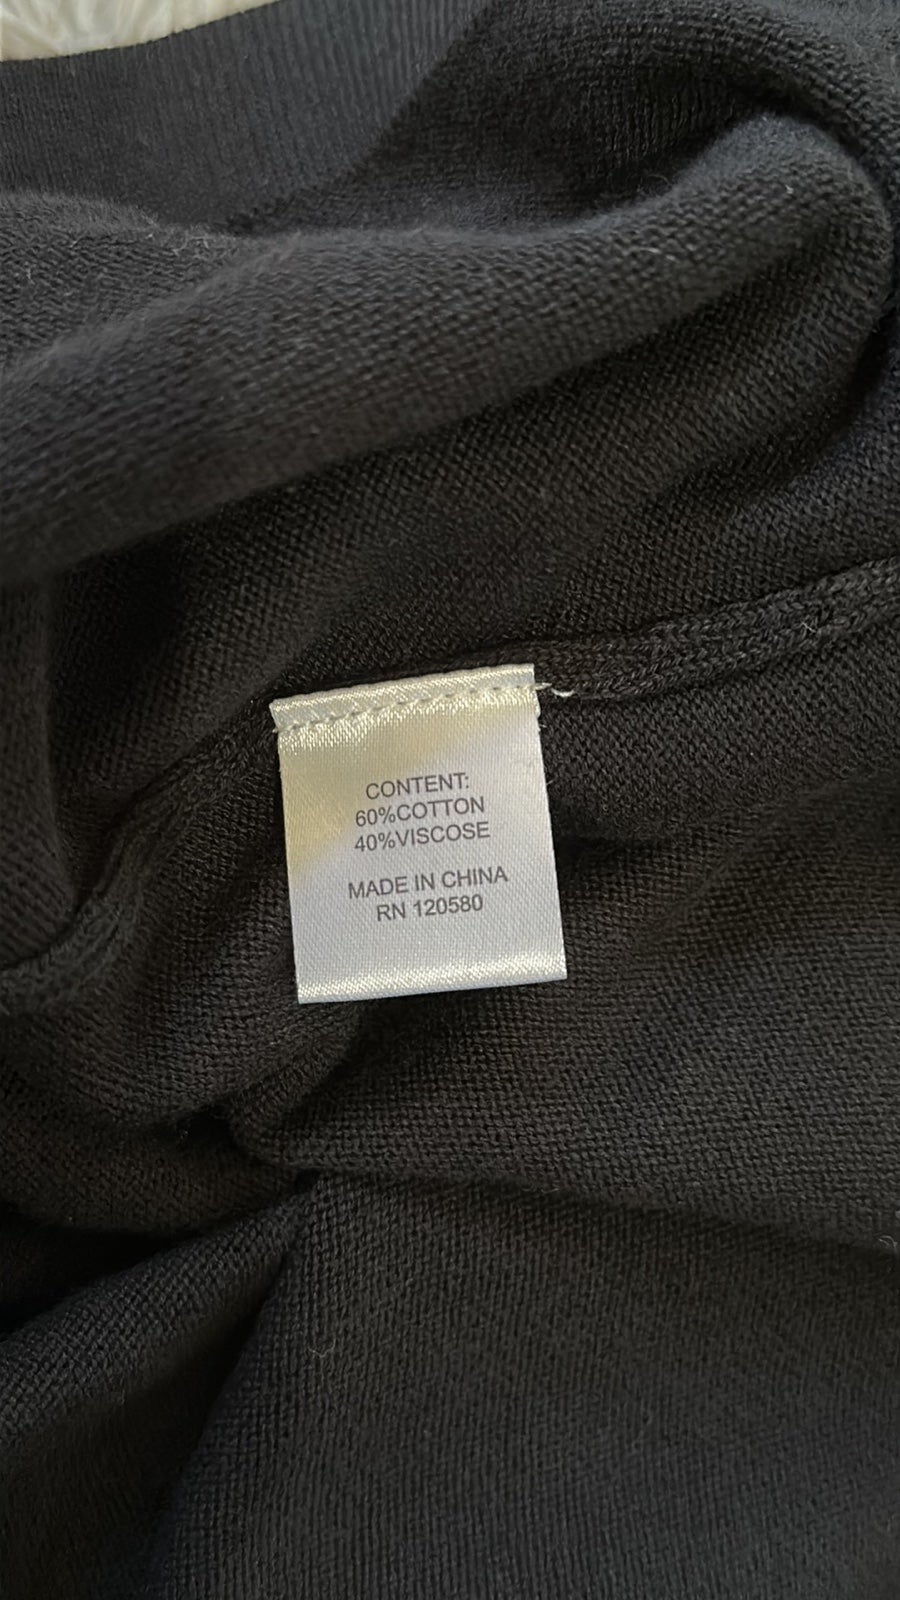 CONTENT:
60%COTTON
40%VISCOSE
MADE IN CHINA
RN 120580